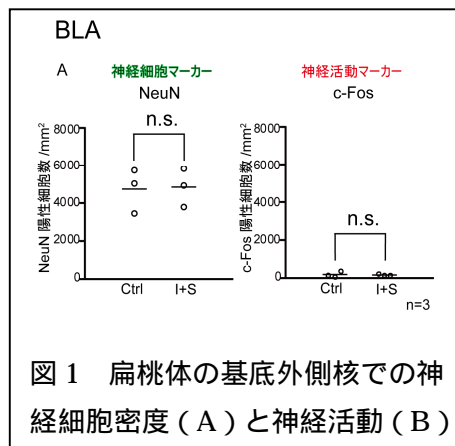 BLA
A 神経細胞マーカー 神経活動マーカー
NeuN c-Fos
n.s.
NeuN 陽性細胞数 /mm²
8000
6000
4000
2000
0
Ctrl I+S
n.s.
c-Fos 陽性細胞数 /mm²
8000
6000
4000
2000
0
Ctrl I+S
n=3
図 1 扁桃体の基底外側核での神
経細胞密度（A）と神経活動（B）